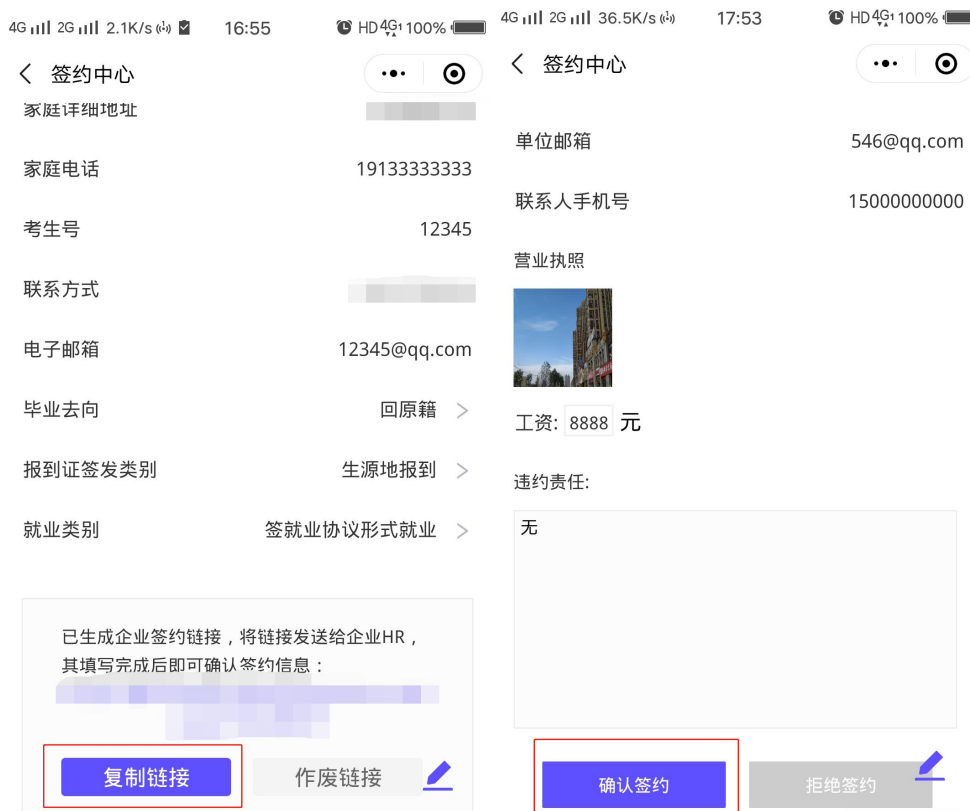 4G 2G 2.1K/s 16:55 HD 4G 100%
签约中心
家庭详细地址
家庭电话 19133333333
考生号 12345
联系方式
电子邮箱 12345@qq.com
毕业去向 回原籍
报到证签发类别 生源地报到
就业类别 签就业协议形式就业
已生成企业签约链接，将链接发送给企业HR，
其填写完成后即可确认签约信息：
复制链接 作废链接
4G 2G 36.5K/s 17:53 HD 4G 100%
签约中心
单位邮箱 546@qq.com
联系人手机号 15000000000
营业执照
工资: 8888 元
违约责任:
无
确认签约 拒绝签约